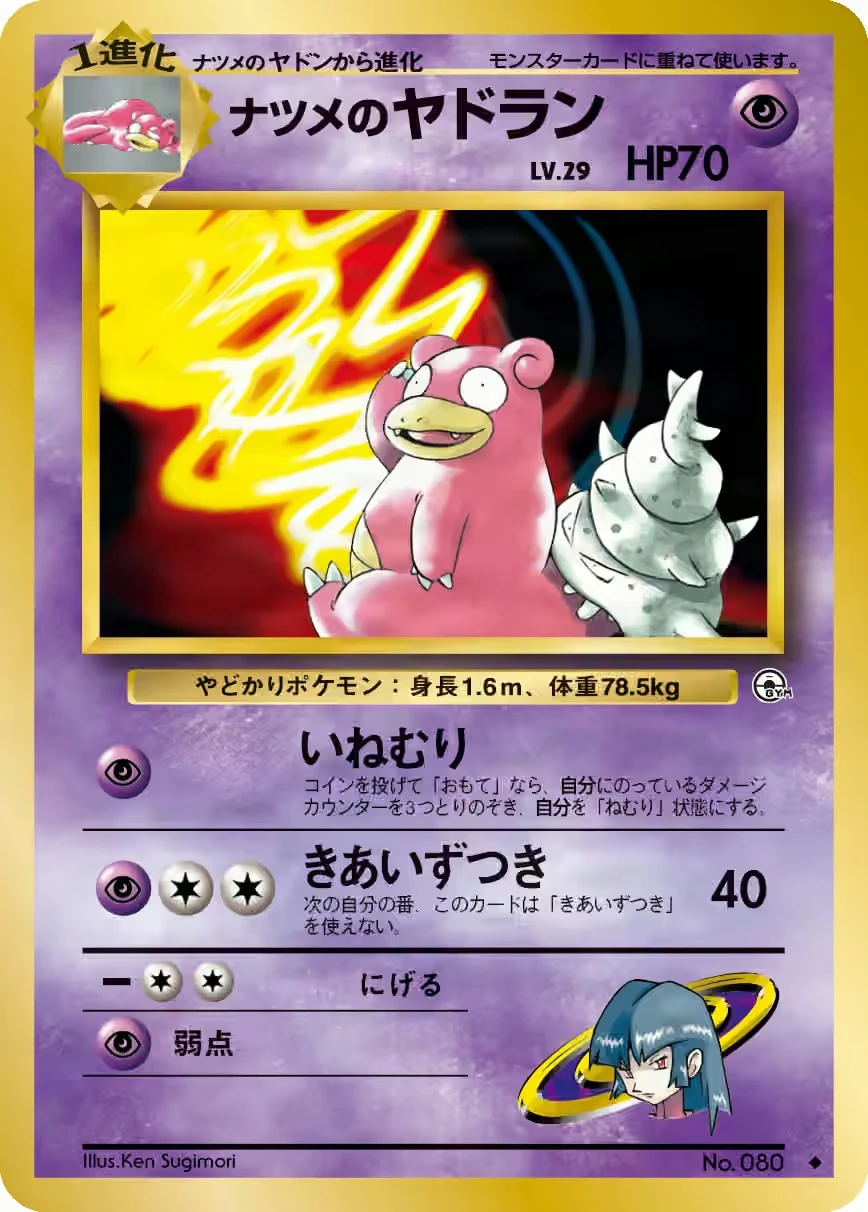 1進化 ナツメのヤドンから進化 モンスターカードに重ねて使います。
ナツメのヤドラン
LV.29 HP70
やどかりポケモン：身長1.6m、体重78.5kg
GYM
いねむり
コインを投げて「おもて」なら、自分にのっているダメージ
カウンターを3つとりのぞき、自分を「ねむり」状態にする。
きあいずつき 40
次の自分の番、このカードは「きあいずつき」
を使えない。
ー にげる
弱点
Illus.Ken Sugimori No.080